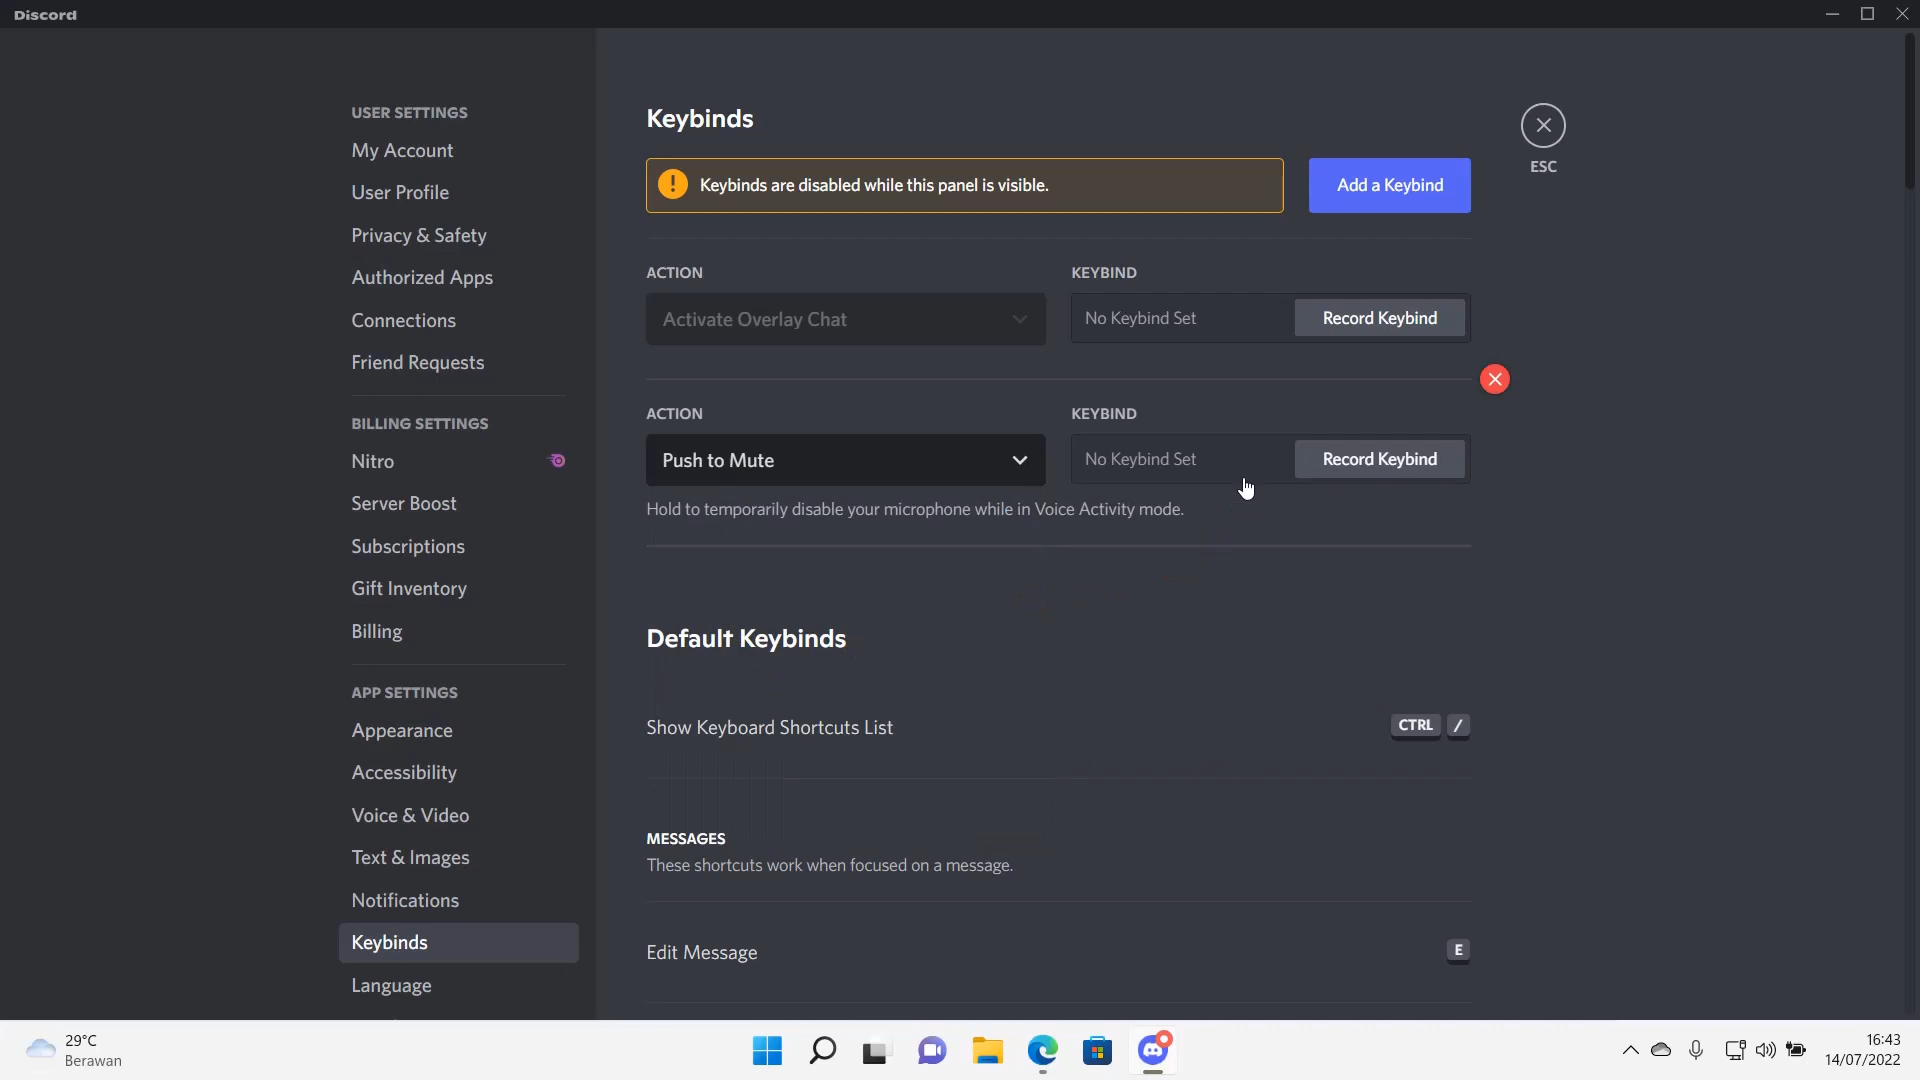 Discord
USER SETTINGS
My Account
User Profile
Privacy & Safety
Authorized Apps
Connections
Friend Requests
BILLING SETTINGS
Nitro
Server Boost
Subscriptions
Gift Inventory
Billing
APP SETTINGS
Appearance
Accessibility
Voice & Video
Text & Images
Notifications
Keybinds
Language
Keybinds
Keybinds are disabled while this panel is visible.
Add a Keybind
ESC
ACTION
KEYBIND
Activate Overlay Chat
No Keybind Set
Record Keybind
ACTION
KEYBIND
Push to Mute
No Keybind Set
Record Keybind
Hold to temporarily disable your microphone while in Voice Activity mode.
Default Keybinds
Show Keyboard Shortcuts List
CTRL /
MESSAGES
These shortcuts work when focused on a message.
Edit Message
E
29°C
Berawan
16:43
14/07/2022